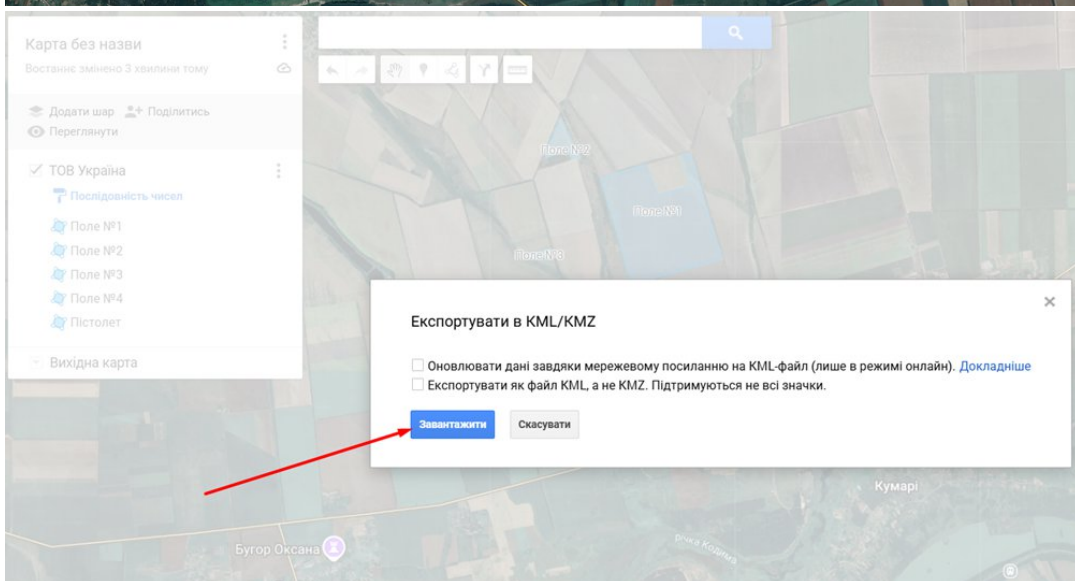 Карта без назви
Востаннє змінено 3 хвилини тому
Додати шар Поділитись
Переглянути
ТОВ Україна
Послідовність чисел
Поле №1
Поле №2
Поле №3
Поле №4
Пістолет
Вихідна карта
Поле №2
Поле №1
Поле №3
Експортувати в KML/KMZ
Оновлювати дані завдяки мережевому посиланню на KML-файл (лише в режимі онлайн). Докладніше
Експортувати як файл KML, а не KMZ. Підтримуються не всі значки.
Завантажити Скасувати
Кумарі
Бугор Оксана
річка Кодима